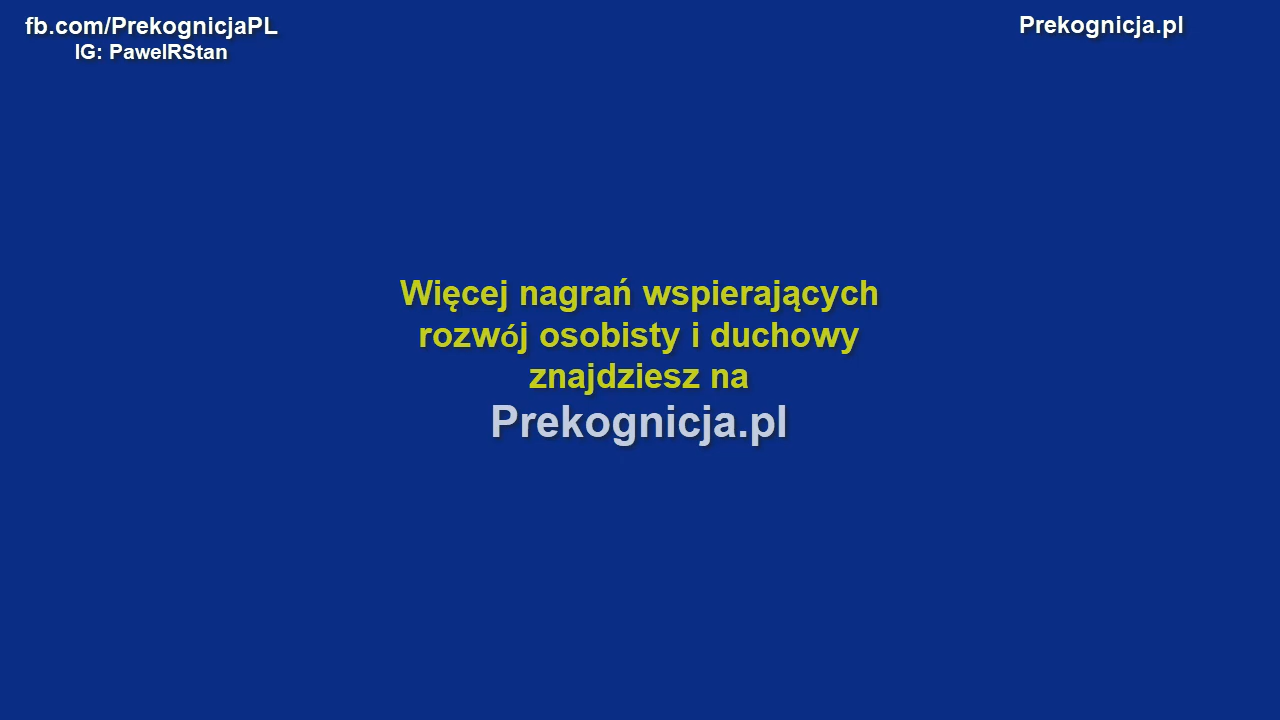 fb.com/PrekognicjaPL
IG: PawelRStan
Prekognicja.pl
Więcej nagrań wspierających
rozwój osobisty i duchowy
znajdziesz na
Prekognicja.pl